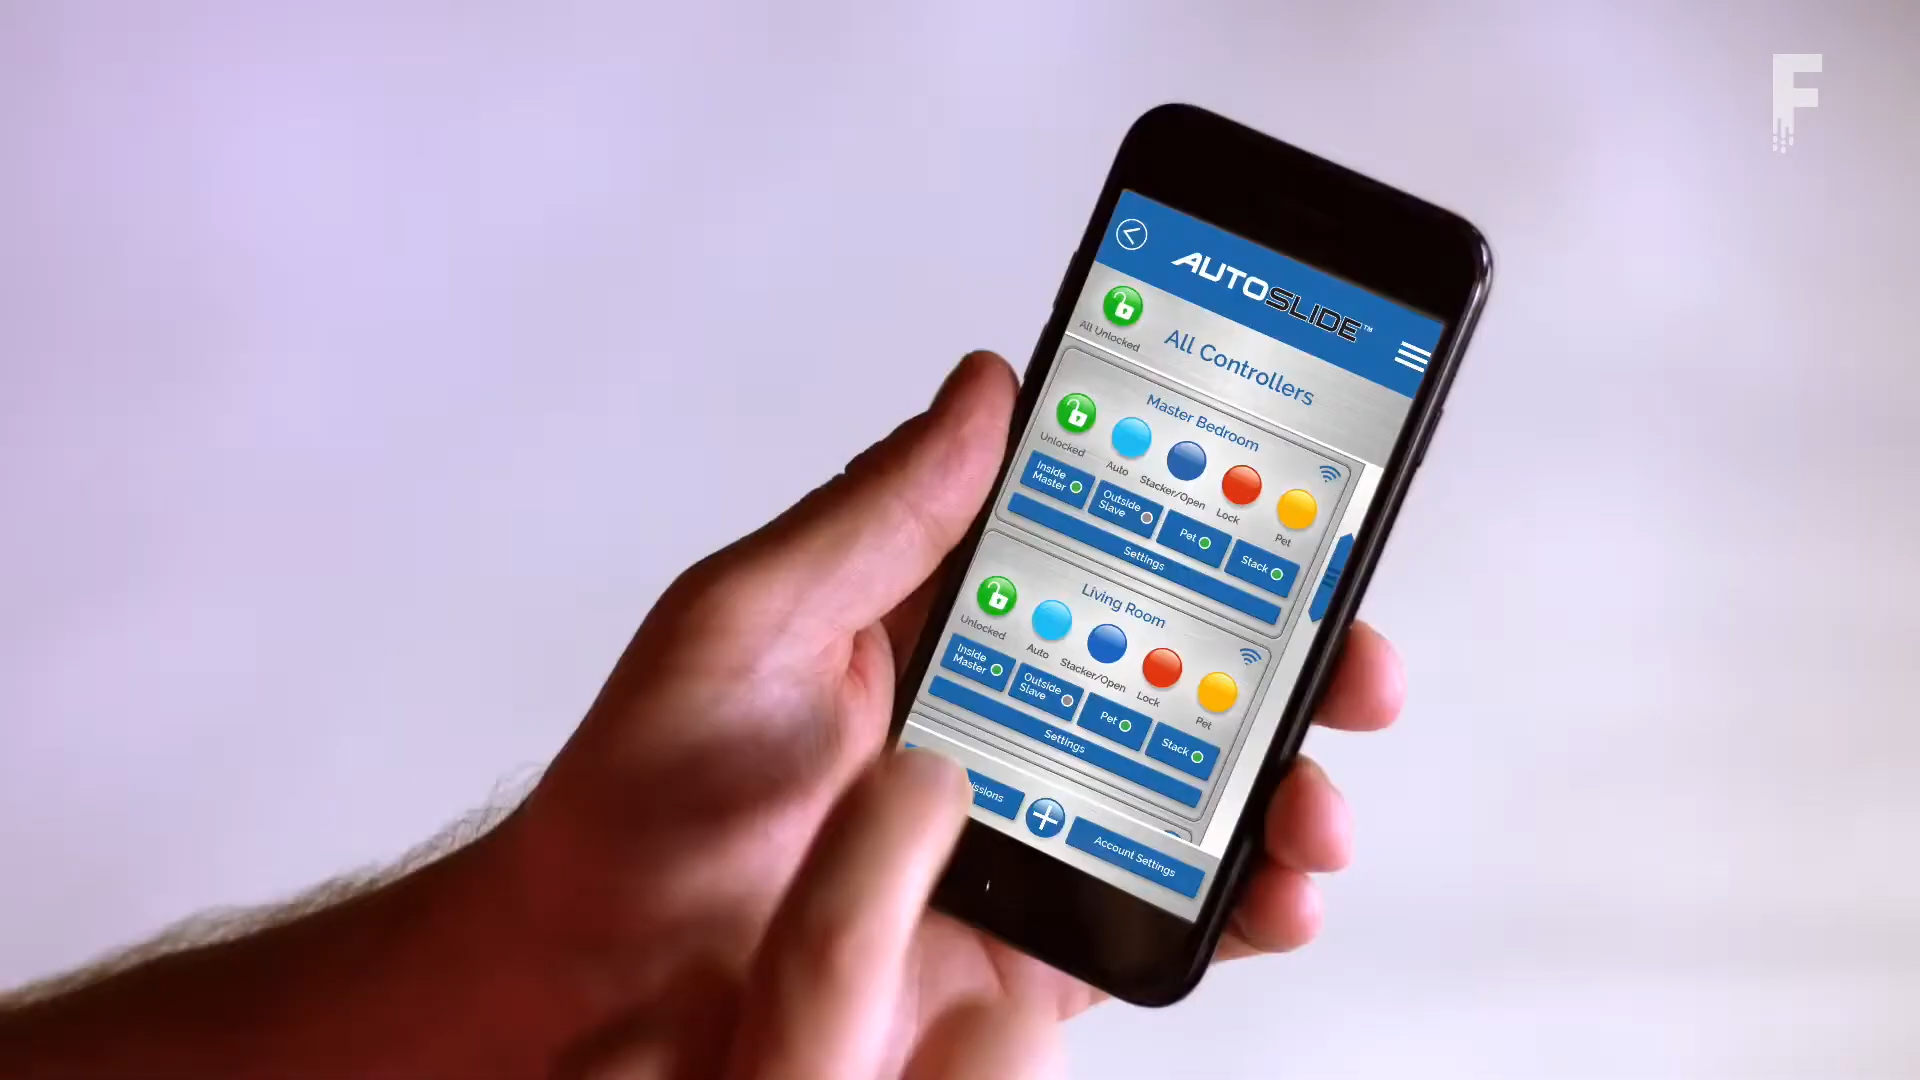 F
AUTOSLIDE™
All Unlocked
All Controllers
Master Bedroom
Unlocked
Auto
Stacker/Open
Lock
Pet
Inside
Master
Outside
Slave
Pet
Stack
Settings
Living Room
Unlocked
Auto
Stacker/Open
Lock
Pet
Inside
Master
Outside
Slave
Pet
Stack
Settings
Account Settings